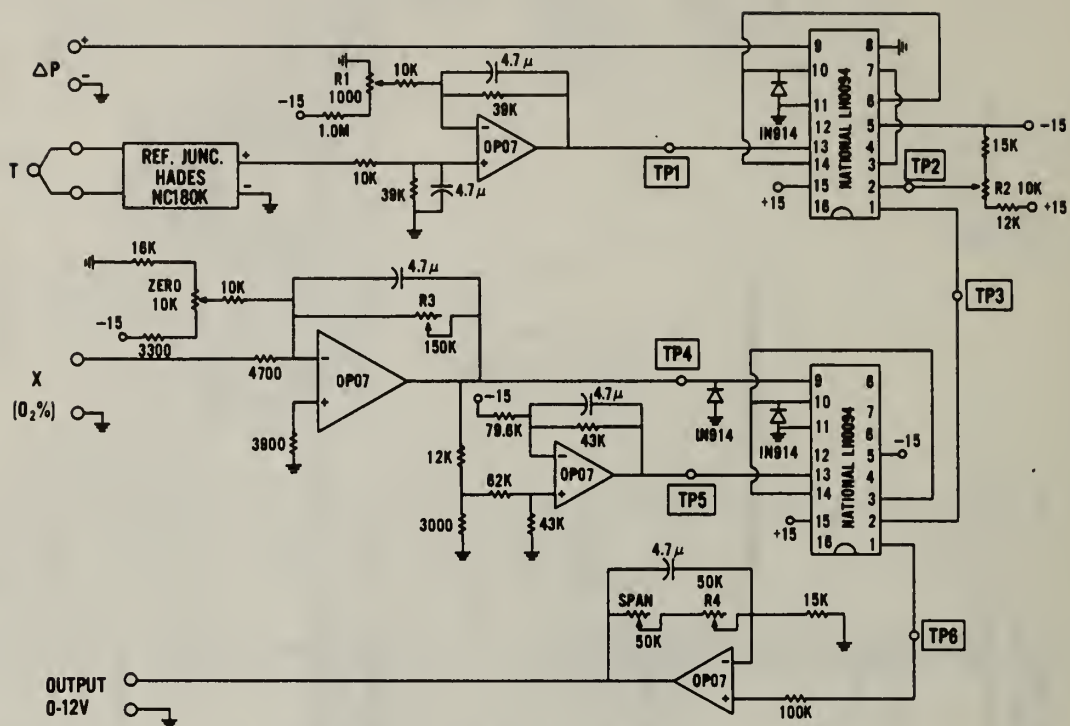 ΔP
+
-
T
REF. JUNC.
HADES
NC180K
+
-
R1
1000
-15
1.0M
10K
4.7μ
39K
-
+
OP07
10K
39K
4.7μ
TP1
NATIONAL LN0094
9
10
11
12
13
14
15
16
8
7
6
5
4
3
2
1
IN914
+15
TP2
-15
15K
R2 10K
12K
+15
TP3
16K
ZERO
10K
10K
-15
3300
X
(O₂%)
4700
4.7μ
R3
150K
-
+
OP07
3900
TP4
-15
79.6K
4.7μ
43K
12K
62K
3000
43K
-
+
OP07
TP5
IN914
IN914
NATIONAL LN0094
9
10
11
12
13
14
15
16
8
7
6
5
4
3
2
1
-15
+15
4.7μ
SPAN
50K
50K
R4
15K
-
+
OP07
100K
TP6
OUTPUT
0-12V